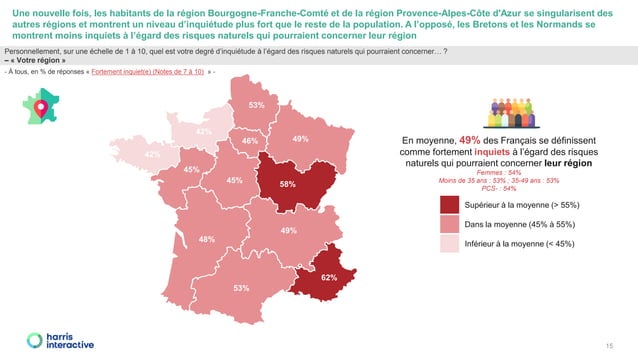 Une nouvelle fois, les habitants de la région Bourgogne-Franche-Comté et de la région Provence-Alpes-Côte d'Azur se singularisent des
autres régions et montrent un niveau d'inquiétude plus fort que le reste de la population. A l'opposé, les Bretons et les Normands se
montrent moins inquiets à l'égard des risques naturels qui pourraient concerner leur région
Personnellement, sur une échelle de 1 à 10, quel est votre degré d'inquiétude à l'égard des risques naturels qui pourraient concerner… ?
– « Votre région »
- À tous, en % de réponses « Fortement inquiet(e) (Notes de 7 à 10) » -
53%
42%
46%
49%
42%
45%
45%
58%
48%
49%
53%
62%
En moyenne, 49% des Français se définissent
comme fortement inquiets à l'égard des risques
naturels qui pourraient concerner leur région
Femmes : 54%
Moins de 35 ans : 53% ; 35-49 ans : 53%
PCS- : 54%
Supérieur à la moyenne (> 55%)
Dans la moyenne (45% à 55%)
Inférieur à la moyenne (< 45%)
harris
interactive
15